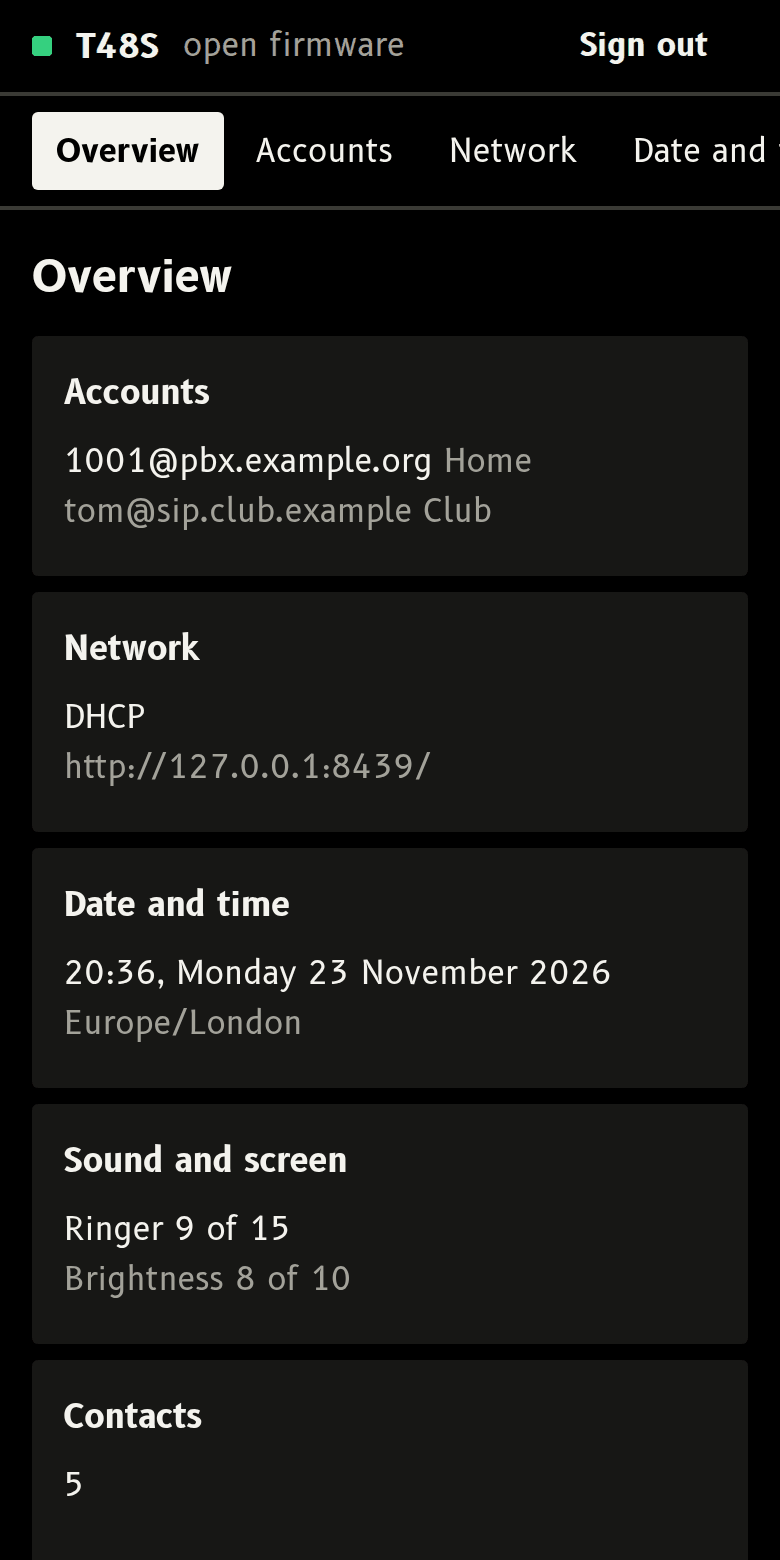 T48S open firmware Sign out
Overview Accounts Network Date and
Overview
Accounts
1001@pbx.example.org Home
tom@sip.club.example Club
Network
DHCP
http://127.0.0.1:8439/
Date and time
20:36, Monday 23 November 2026
Europe/London
Sound and screen
Ringer 9 of 15
Brightness 8 of 10
Contacts
5